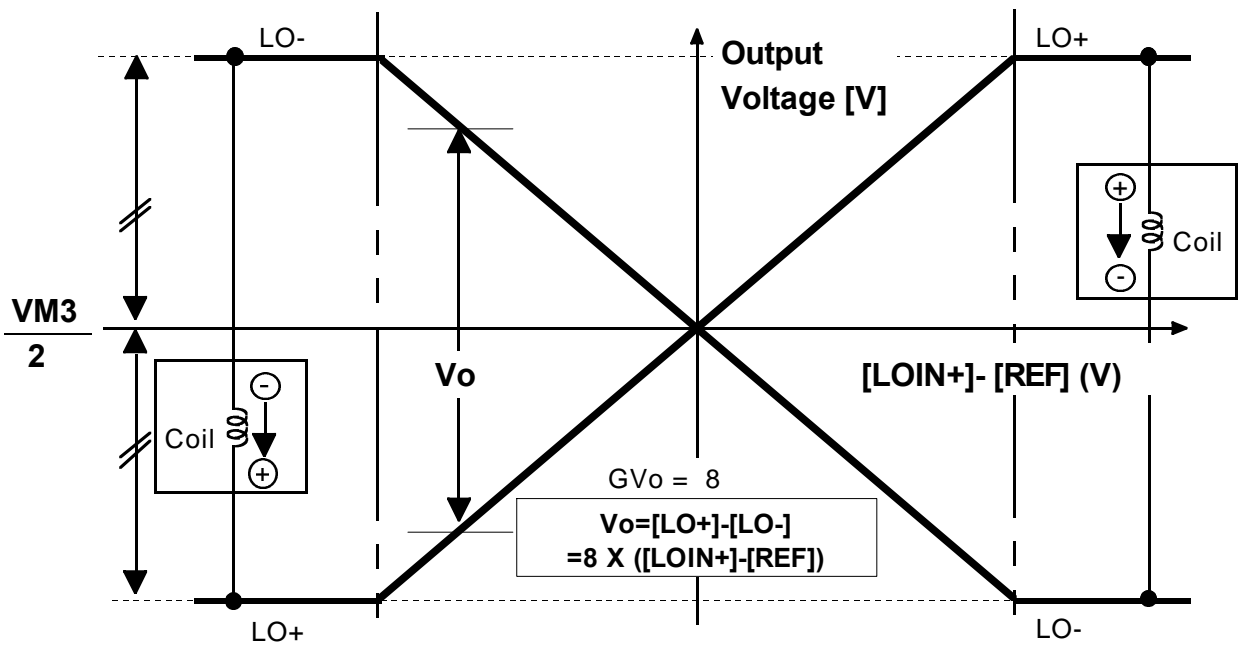 LO-
LO+
Output
Voltage [V]
+
Coil
-
VM3
2
Vo
[LOIN+]- [REF] (V)
-
Coil
+
GVo = 8
Vo=[LO+]-[LO-]
=8 X ([LOIN+]-[REF])
LO+
LO-